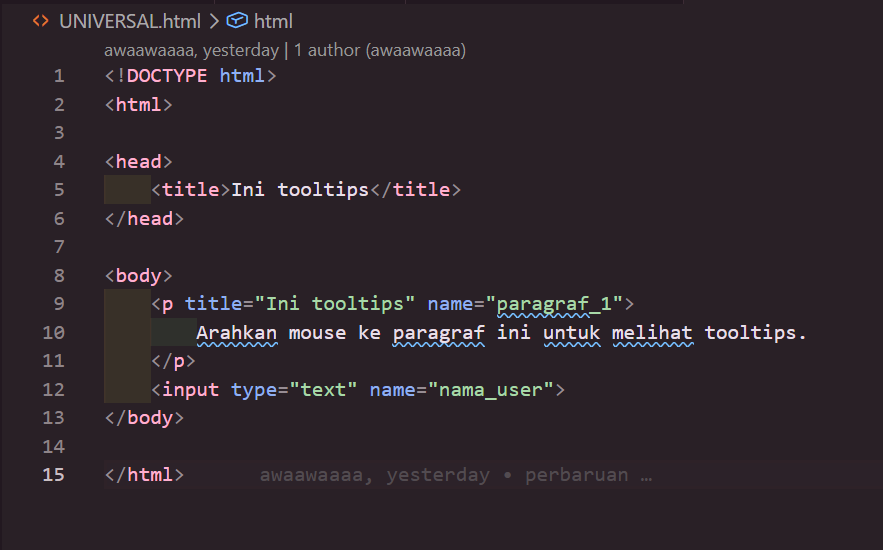 UNIVERSAL.html > html
awaawaaaa, yesterday | 1 author (awaawaaaa)
1 <!DOCTYPE html>
2 <html>
3
4 <head>
5     <title>Ini tooltips</title>
6 </head>
7
8 <body>
9     <p title="Ini tooltips" name="paragraf_1">
10         Arahkan mouse ke paragraf ini untuk melihat tooltips.
11     </p>
12     <input type="text" name="nama_user">
13 </body>
14
15 </html> awaawaaaa, yesterday • perbaruan …